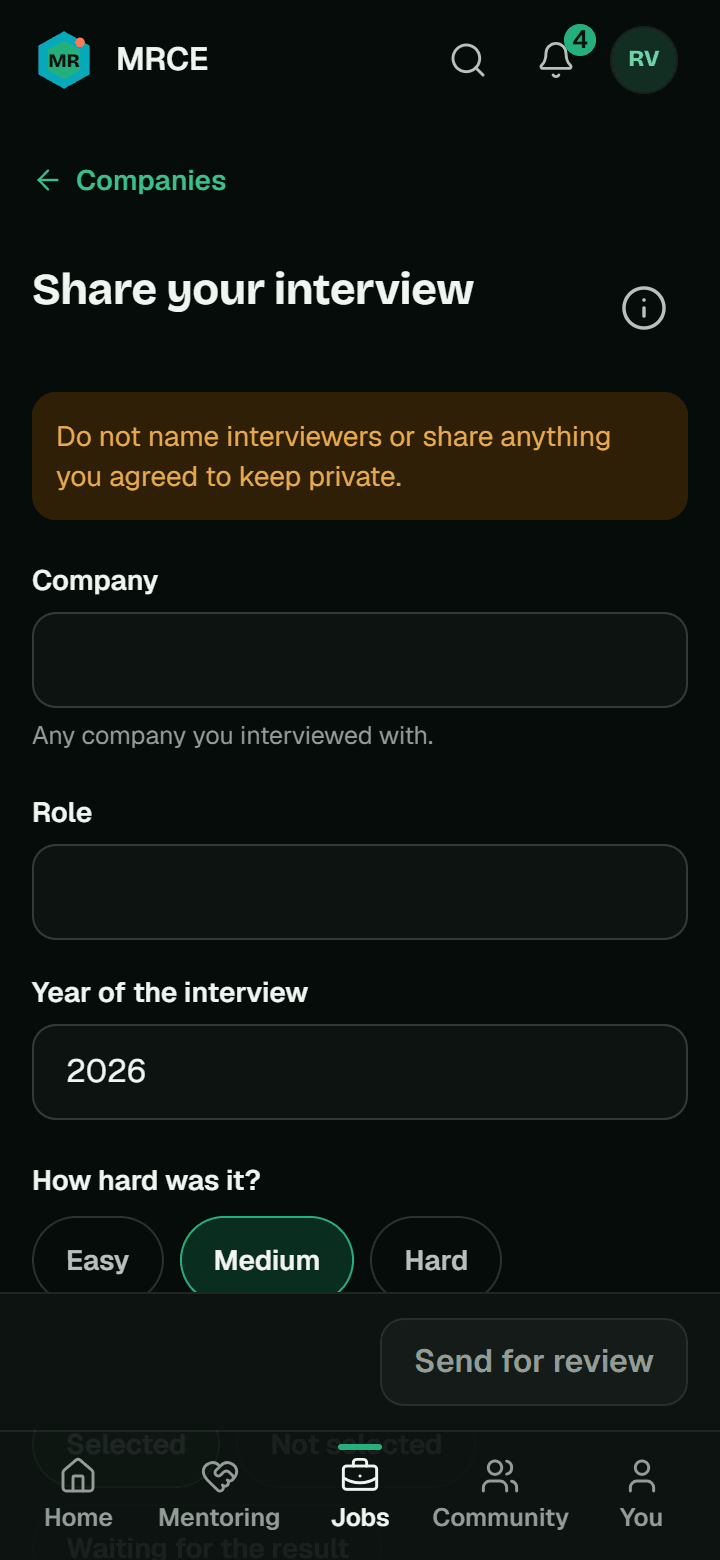 MR
MRCE
4
RV
Companies
Share your interview
Do not name interviewers or share anything
you agreed to keep private.
Company
Any company you interviewed with.
Role
Year of the interview
2026
How hard was it?
Easy
Medium
Hard
Send for review
Selected
Not selected
Home
Mentoring
Jobs
Community
You
Waiting for the result